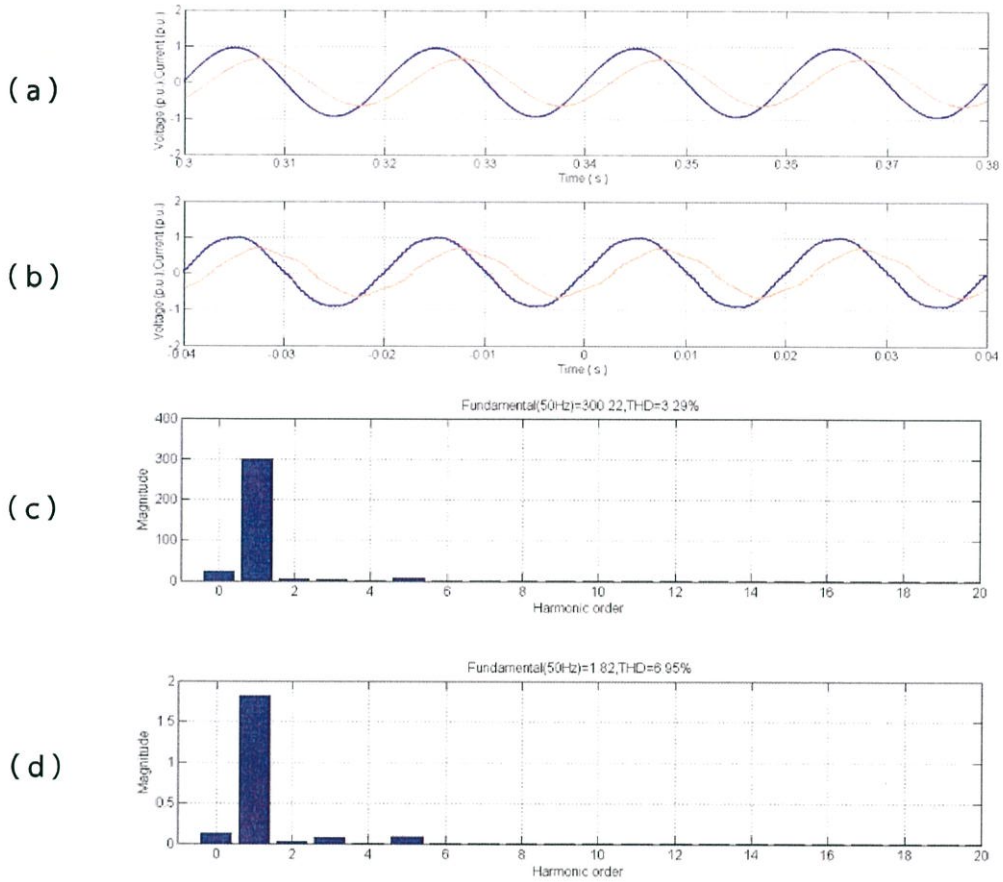 (a)
Voltage (p.u.),Current (p.u.)
2
1
0
-1
-2
0.3 0.31 0.32 0.33 0.34 0.35 0.36 0.37 0.38
Time ( s )
(b)
Voltage (p.u.),Current (p.u.)
2
1
0
-1
-2
-0.04 -0.03 -0.02 -0.01 0 0.01 0.02 0.03 0.04
Time ( s )
(c)
Fundamental(50Hz)=300.22,THD=3.29%
Magnitude
400
300
200
100
0
0 2 4 6 8 10 12 14 16 18 20
Harmonic order
(d)
Fundamental(50Hz)=1.82,THD=6.95%
Magnitude
2
1.5
1
0.5
0
0 2 4 6 8 10 12 14 16 18 20
Harmonic order